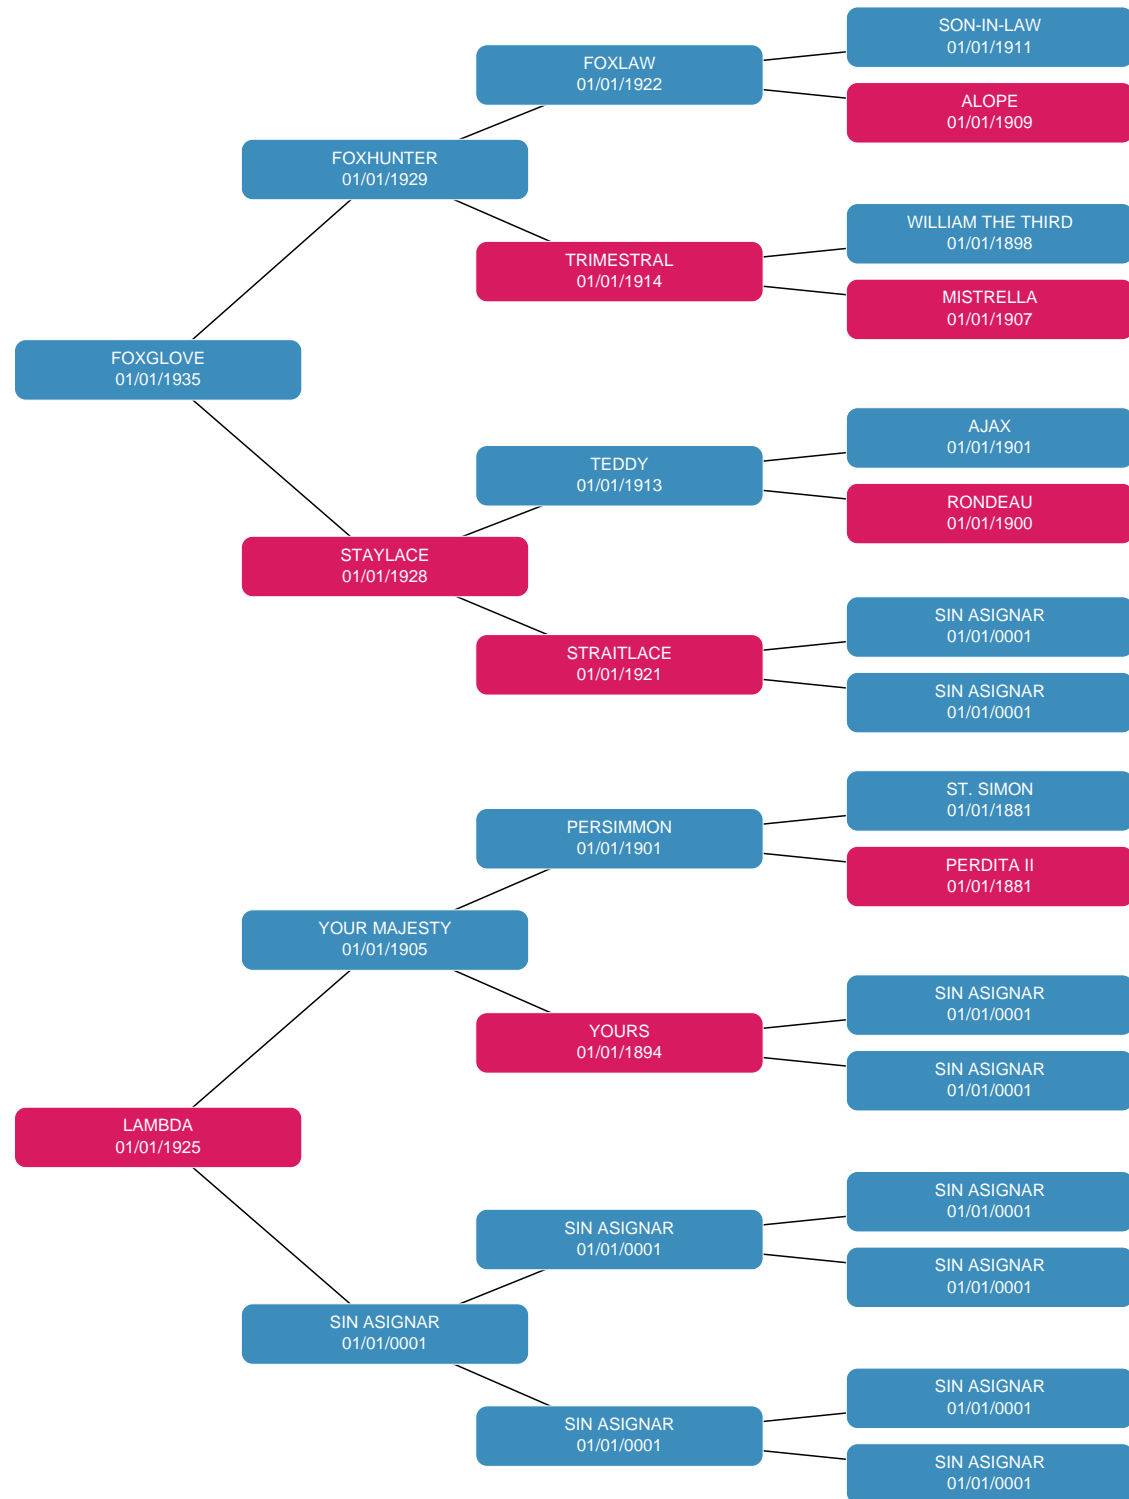 SON-IN-LAW
01/01/1911
FOXLAW
01/01/1922
ALOPE
01/01/1909
FOXHUNTER
01/01/1929
WILLIAM THE THIRD
01/01/1898
TRIMESTRAL
01/01/1914
MISTRELLA
01/01/1907
FOXGLOVE
01/01/1935
AJAX
01/01/1901
TEDDY
01/01/1913
RONDEAU
01/01/1900
STAYLACE
01/01/1928
SIN ASIGNAR
01/01/0001
STRAITLACE
01/01/1921
SIN ASIGNAR
01/01/0001
ST. SIMON
01/01/1881
PERSIMMON
01/01/1901
PERDITA II
01/01/1881
YOUR MAJESTY
01/01/1905
SIN ASIGNAR
01/01/0001
YOURS
01/01/1894
SIN ASIGNAR
01/01/0001
LAMBDA
01/01/1925
SIN ASIGNAR
01/01/0001
SIN ASIGNAR
01/01/0001
SIN ASIGNAR
01/01/0001
SIN ASIGNAR
01/01/0001
SIN ASIGNAR
01/01/0001
SIN ASIGNAR
01/01/0001
SIN ASIGNAR
01/01/0001